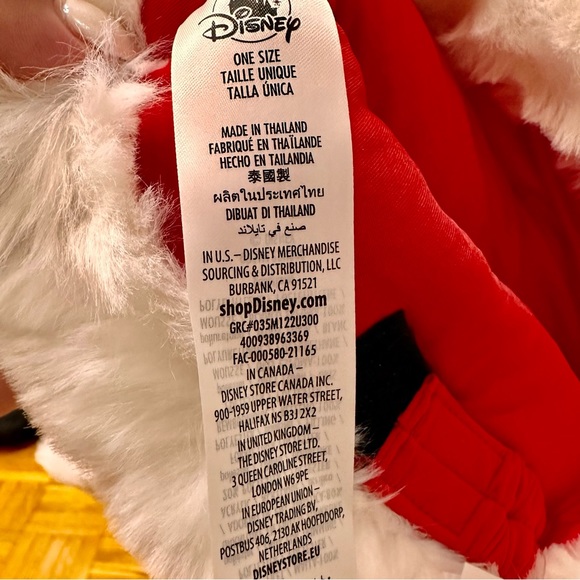 Disney
ONE SIZE
TAILLE UNIQUE
TALLA ÚNICA
MADE IN THAILAND
FABRIQUÉ EN THAÏLANDE
HECHO EN TAILANDIA
泰國製
ผลิตในประเทศไทย
DIBUAT DI THAILAND
صنع في تايلاند
IN U.S.– DISNEY MERCHANDISE
SOURCING & DISTRIBUTION, LLC
BURBANK, CA 91521
shopDisney.com
GRC#035M122U300
400938963369
FAC-000580-21165
IN CANADA –
DISNEY STORE CANADA INC.
900-1959 UPPER WATER STREET,
HALIFAX NS B3J 2X2
IN UNITED KINGDOM –
THE DISNEY STORE LTD.
3 QUEEN CAROLINE STREET,
LONDON W6 9PE
IN EUROPEAN UNION –
DISNEY TRADING BV,
POSTBUS 406, 2130 AK HOOFDDORP,
NETHERLANDS
DISNEYSTORE.EU